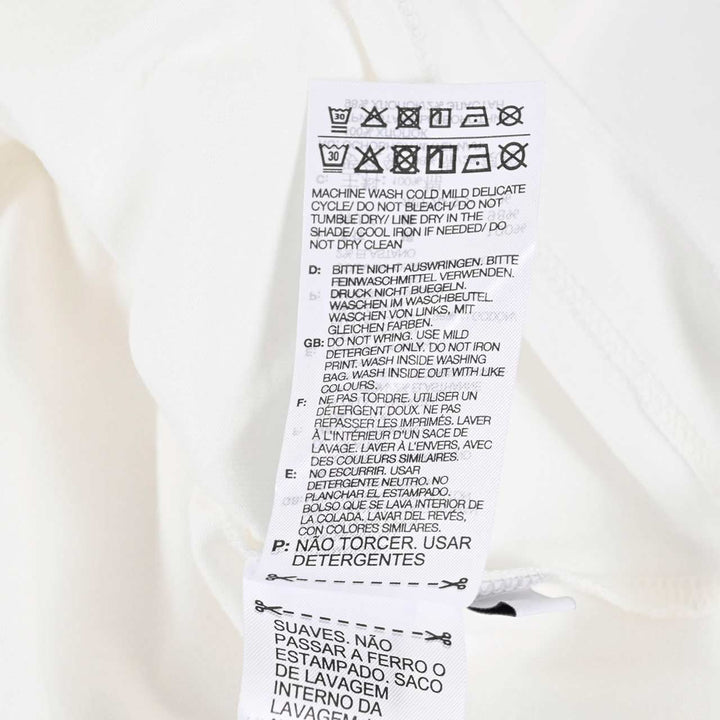 30
30
MACHINE WASH COLD MILD DELICATE
CYCLE/ DO NOT BLEACH/ DO NOT
TUMBLE DRY/ LINE DRY IN THE
SHADE/ COOL IRON IF NEEDED/ DO
NOT DRY CLEAN
D: BITTE NICHT AUSWRINGEN. BITTE
FEINWASCHMITTEL VERWENDEN.
DRUCK NICHT BUEGELN.
WASCHEN IM WASCHBEUTEL.
WASCHEN VON LINKS, MIT
GLEICHEN FARBEN.
GB: DO NOT WRING. USE MILD
DETERGENT ONLY. DO NOT IRON
PRINT. WASH INSIDE WASHING
BAG. WASH INSIDE OUT WITH LIKE
COLOURS.
F: NE PAS TORDRE. UTILISER UN
DÉTERGENT DOUX. NE PAS
REPASSER LES IMPRIMÉS. LAVER
À L'INTÉRIEUR D'UN SACE DE
LAVAGE. LAVER À L'ENVERS, AVEC
DES COULEURS SIMILAIRES.
E: NO ESCURRIR. USAR
DETERGENTE NEUTRO. NO
PLANCHAR EL ESTAMPADO.
BOLSO QUE SE LAVA INTERIOR DE
LA COLADA. LAVAR DEL REVÉS,
CON COLORES SIMILARES.
P: NÃO TORCER. USAR
DETERGENTES
SUAVES. NÃO
PASSAR A FERRO O
ESTAMPADO. SACO
DE LAVAGEM
INTERNO DA
LAVAGEM